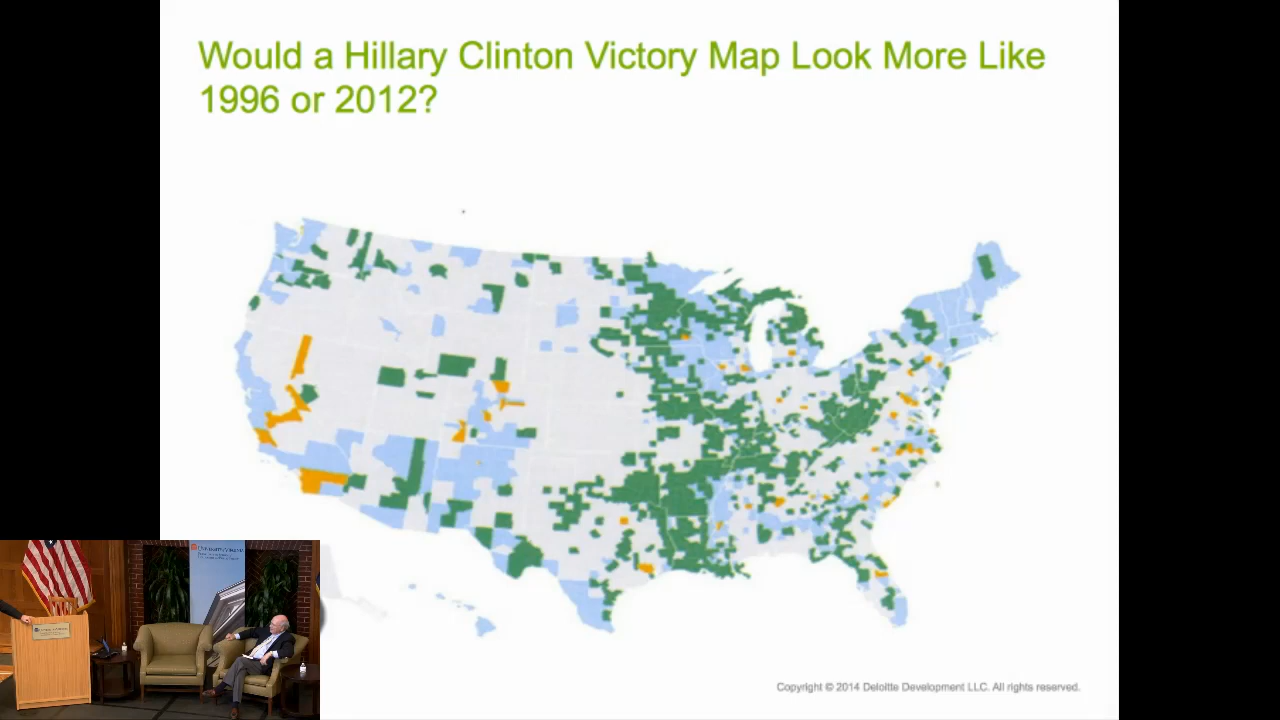 Would a Hillary Clinton Victory Map Look More Like
1996 or 2012?
Copyright © 2014 Deloitte Development LLC. All rights reserved.